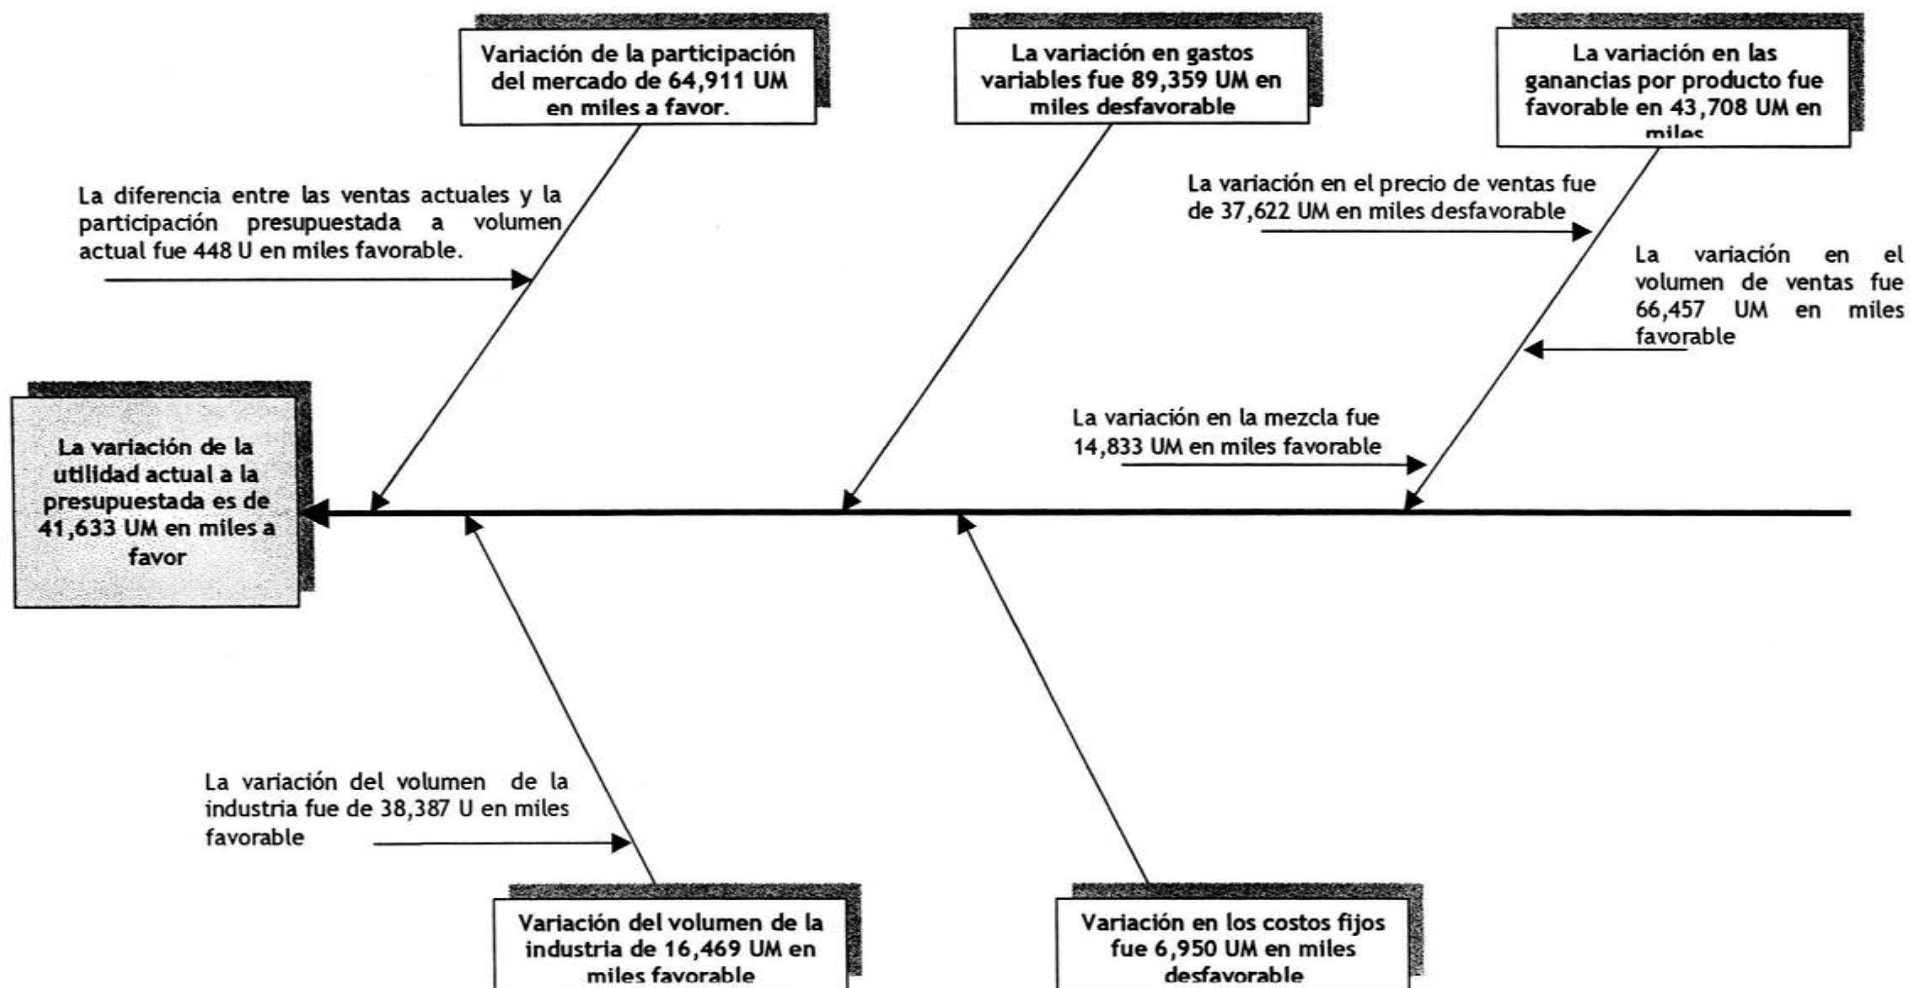 Variación de la participación
del mercado de 64,911 UM
en miles a favor.
La variación en gastos
variables fue 89,359 UM en
miles desfavorable
La variación en las
ganancias por producto fue
favorable en 43,708 UM en
miles
La diferencia entre las ventas actuales y la
participación presupuestada a volumen
actual fue 448 U en miles favorable.
La variación en el precio de ventas fue
de 37,622 UM en miles desfavorable
La variación en el
volumen de ventas fue
66,457 UM en miles
favorable
La variación en la mezcla fue
14,833 UM en miles favorable
La variación de la
utilidad actual a la
presupuestada es de
41,633 UM en miles a
favor
La variación del volumen de la
industria fue de 38,387 U en miles
favorable
Variación del volumen de la
industria de 16,469 UM en
miles favorable
Variación en los costos fijos
fue 6,950 UM en miles
desfavorable